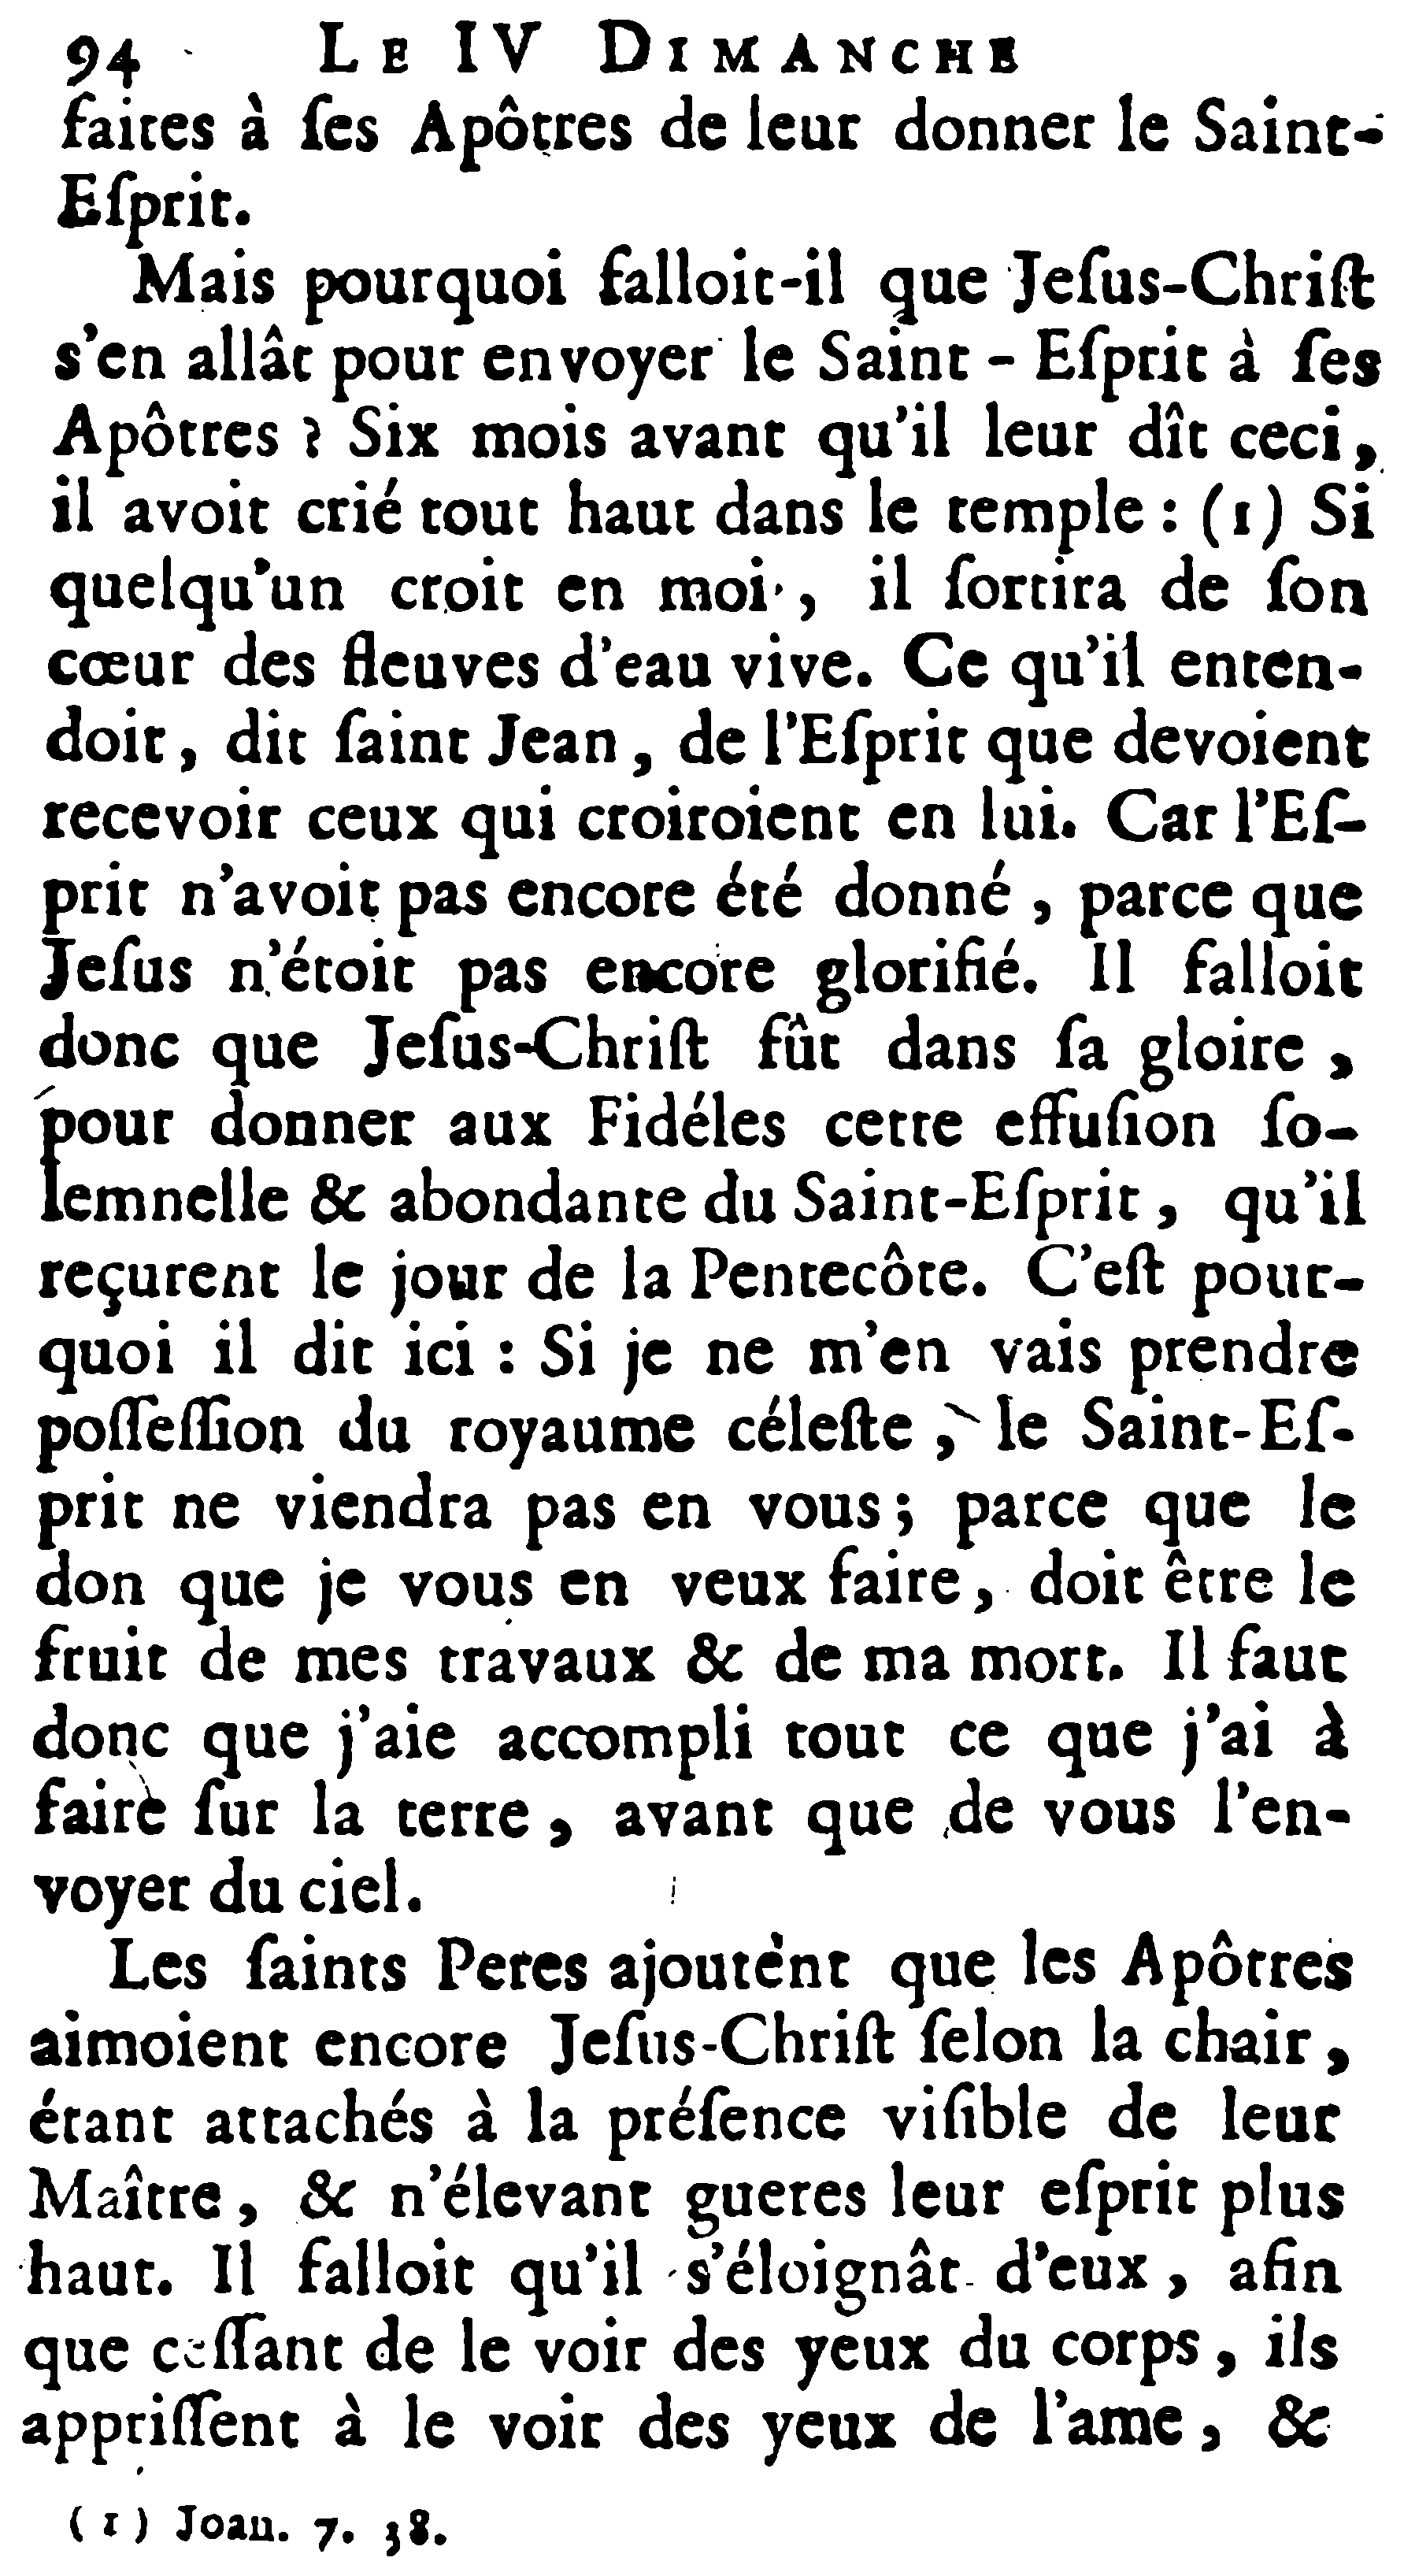 94 LE IV DIMANCHE
faites à ſes Apôtres de leur donner le Saint-
Eſprit.
Mais pourquoi falloit-il que Jeſus-Chriſt
s'en allât pour envoyer le Saint - Eſprit à ſes
Apôtres ? Six mois avant qu'il leur dît ceci,
il avoit crié tout haut dans le temple : (1) Si
quelqu'un croit en moi, il ſortira de ſon
cœur des fleuves d'eau vive. Ce qu'il enten-
doit, dit ſaint Jean, de l'Eſprit que devoient
recevoir ceux qui croiroient en lui. Car l'Eſ-
prit n'avoit pas encore été donné, parce que
Jeſus n'étoit pas encore glorifié. Il falloit
donc que Jeſus-Chriſt fût dans ſa gloire,
pour donner aux Fidéles cette effuſion ſo-
lemnelle & abondante du Saint-Eſprit, qu'il
reçurent le jour de la Pentecôte. C'eſt pour-
quoi il dit ici : Si je ne m'en vais prendre
poſſeſſion du royaume céleſte, le Saint-Eſ-
prit ne viendra pas en vous; parce que le
don que je vous en veux faire, doit être le
fruit de mes travaux & de ma mort. Il faut
donc que j'aie accompli tout ce que j'ai à
faire ſur la terre, avant que de vous l'en-
voyer du ciel.
Les ſaints Peres ajoutent que les Apôtres
aimoient encore Jeſus-Chriſt ſelon la chair,
étant attachés à la préſence viſible de leur
Maître, & n'élevant gueres leur eſprit plus
haut. Il falloit qu'il s'éloignât d'eux, afin
que ceſſant de le voir des yeux du corps, ils
appriſſent à le voir des yeux de l'ame, &
(1) Joan. 7. 38.